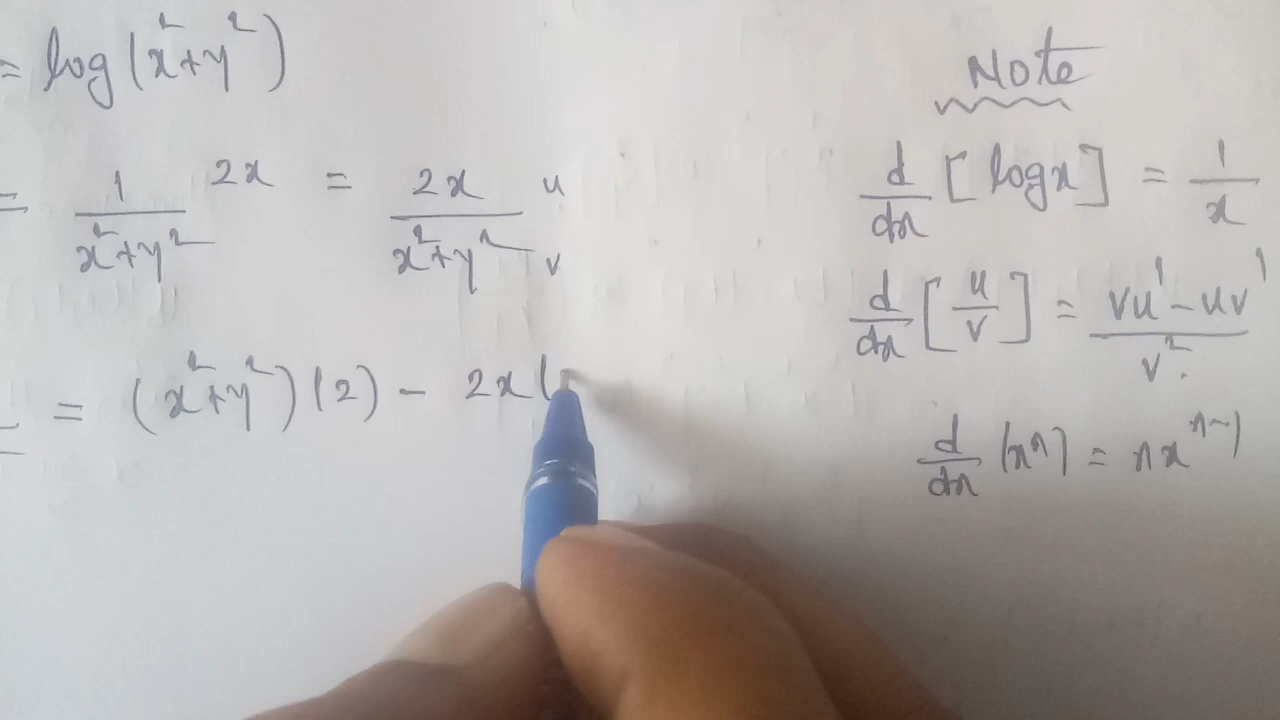 = log(x²+y²)
= 1/(x²+y²) 2x = 2x/(x²+y²) u v
= (x²+y²)(2) - 2x(
Note
d/dx [logx] = 1/x
d/dx [u/v] = (vu' - uv')/v².
d/dx (xⁿ) = nxⁿ⁻¹